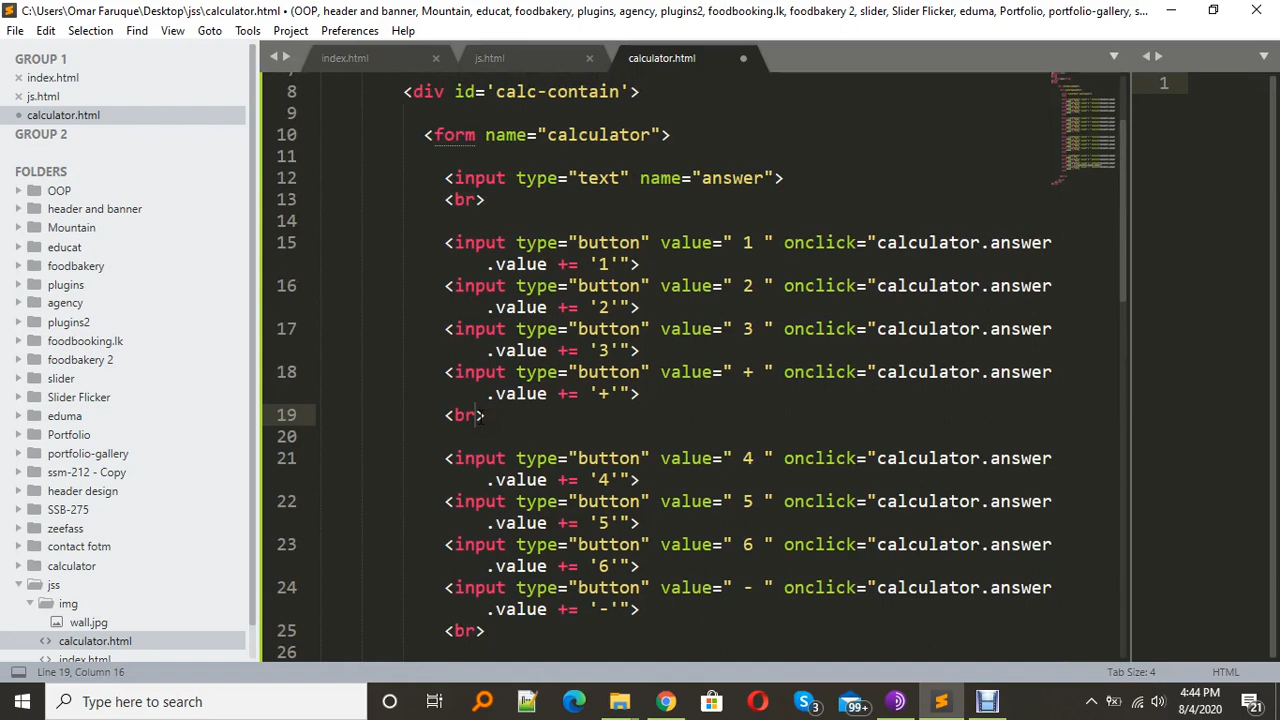 C:\Users\Omar Faruque\Desktop\jss\calculator.html • (OOP, header and banner, Mountain, educat, foodbakery, plugins, agency, plugins2, foodbooking.lk, foodbakery 2, slider, Slider Flicker, eduma, Portfolio, portfolio-gallery, s...
File Edit Selection Find View Goto Tools Project Preferences Help
GROUP 1
index.html
js.html
calculator.html
GROUP 2
FOLDERS
OOP
header and banner
Mountain
educat
foodbakery
plugins
agency
plugins2
foodbooking.lk
foodbakery 2
slider
Slider Flicker
eduma
Portfolio
portfolio-gallery
ssm-212 - Copy
header design
SSB-275
zeefass
contact fotm
calculator
jss
img
wall.jpg
calculator.html
index.html
index.html js.html calculator.html
8 <div id='calc-contain'>
9
10 <form name="calculator">
11
12 <input type="text" name="answer">
13 <br>
14
15 <input type="button" value=" 1 " onclick="calculator.answer
.value += '1'">
16 <input type="button" value=" 2 " onclick="calculator.answer
.value += '2'">
17 <input type="button" value=" 3 " onclick="calculator.answer
.value += '3'">
18 <input type="button" value=" + " onclick="calculator.answer
.value += '+'">
19 <br>
20
21 <input type="button" value=" 4 " onclick="calculator.answer
.value += '4'">
22 <input type="button" value=" 5 " onclick="calculator.answer
.value += '5'">
23 <input type="button" value=" 6 " onclick="calculator.answer
.value += '6'">
24 <input type="button" value=" - " onclick="calculator.answer
.value += '-'">
25 <br>
26
1
Line 19, Column 16 Tab Size: 4 HTML
Type here to search
3
99+
4:44 PM
8/4/2020
21